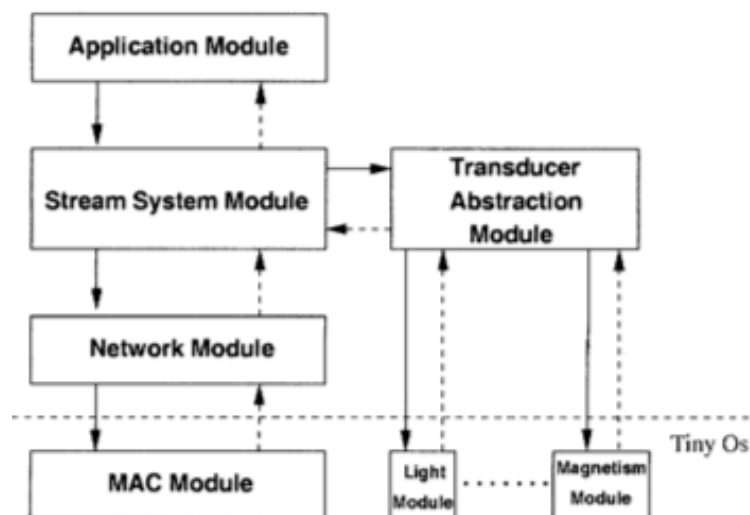 Application Module
Stream System Module
Transducer
Abstraction
Module
Network Module
Tiny Os
MAC Module
Light
Module
Magnetism
Module